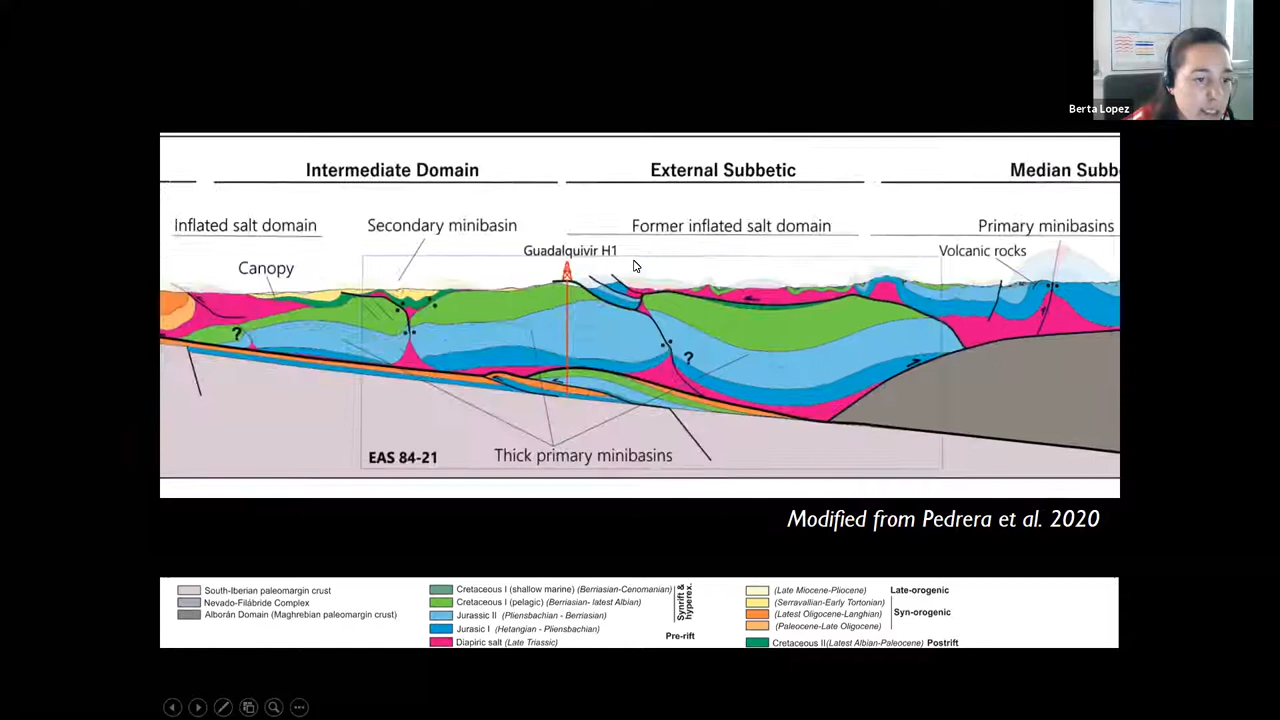 Berta Lopez
Intermediate Domain
External Subbetic
Median Subb
Inflated salt domain
Secondary minibasin
Former inflated salt domain
Primary minibasins
Guadalquivir H1
Volcanic rocks
Canopy
?
?
EAS 84-21
Thick primary minibasins
Modified from Pedrera et al. 2020
South-Iberian paleomargin crust
Nevado-Filábride Complex
Alborán Domain (Maghrebian paleomargin crust)
Cretaceous I (shallow marine) (Berriasian-Cenomanian)
Cretaceous I (pelagic) (Berriasian- latest Albian)
Jurassic II (Pliensbachian - Berriasian)
Jurasic I (Hetangian - Pliensbachian)
Diapiric salt (Late Triassic)
Synrift &
hyperex.
Pre-rift
(Late Miocene-Pliocene)
(Serravallian-Early Tortonian)
(Latest Oligocene-Langhian)
(Paleocene-Late Oligocene)
Cretaceous II(Latest Albian-Paleocene) Postrift
Late-orogenic
Syn-orogenic